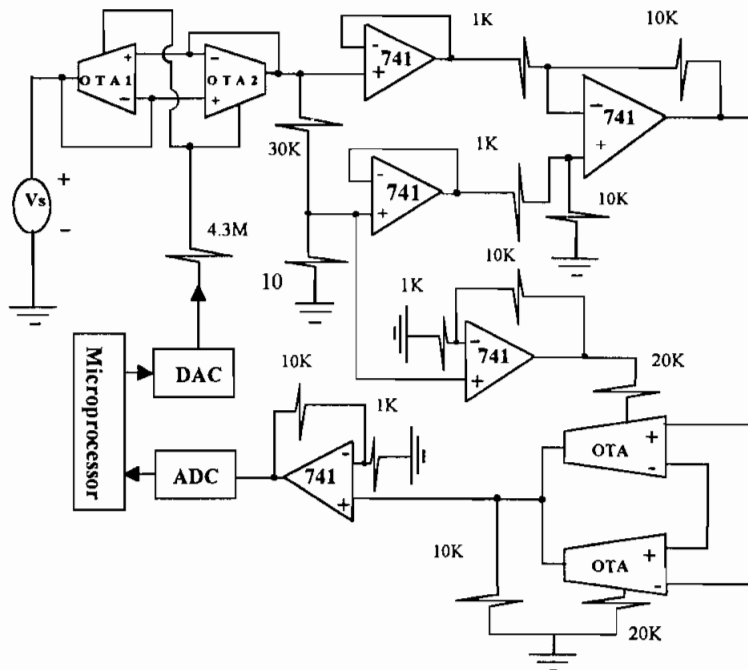 1K
10K
741
OTA1
OTA2
+
−
−
+
-
+
30K
1K
741
-
+
741
−
+
10K
Vs
+
−
4.3M
10
10K
1K
741
−
+
20K
Microprocessor
DAC
10K
1K
ADC
741
-
+
OTA
+
-
10K
OTA
+
-
20K